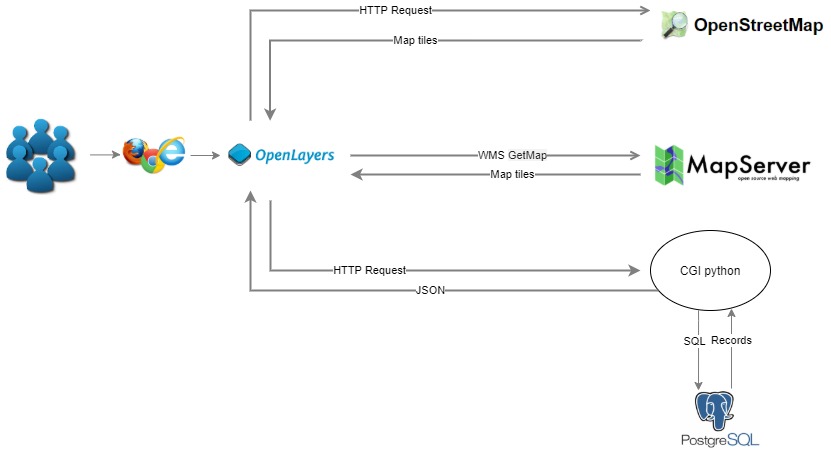 HTTP Request
OpenStreetMap
Map tiles
OpenLayers
WMS GetMap
MapServer
open source web mapping
Map tiles
HTTP Request
CGI python
JSON
SQL
Records
PostgreSQL